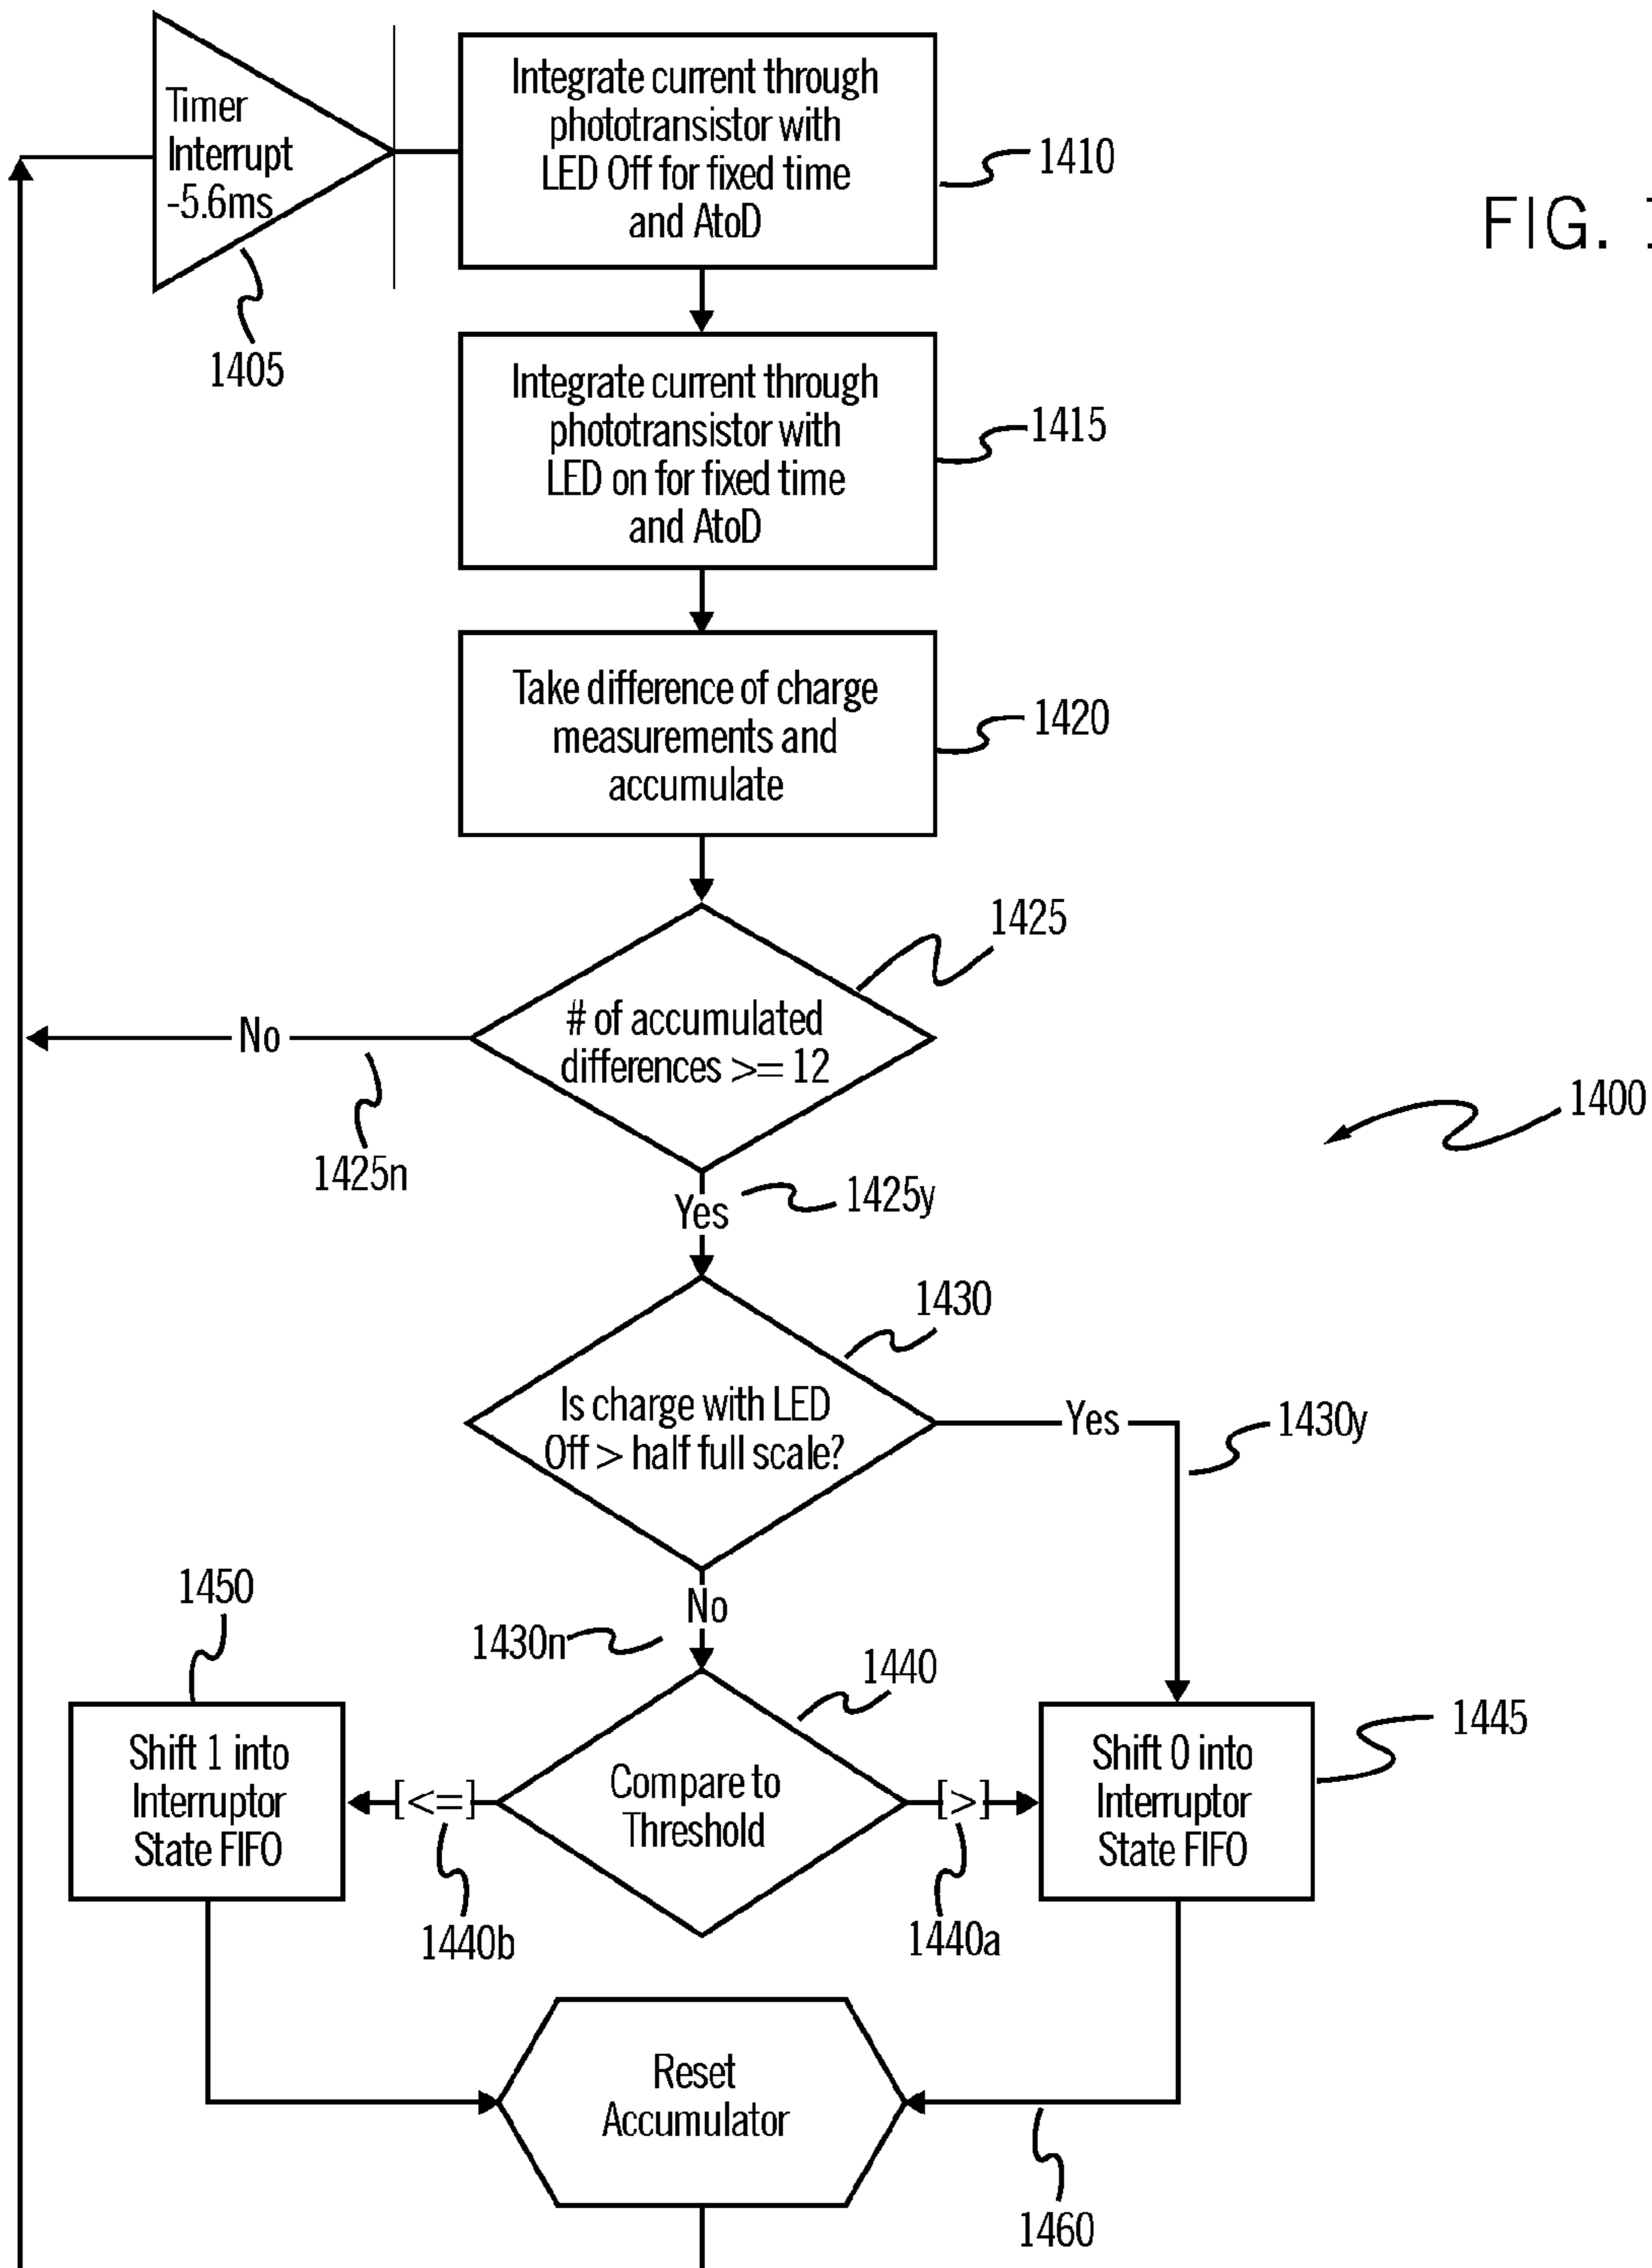 Timer
Interrupt
-5.6ms
1405
Integrate current through
phototransistor with
LED Off for fixed time
and AtoD
1410
FIG.
Integrate current through
phototransistor with
LED on for fixed time
and AtoD
1415
Take difference of charge
measurements and
accumulate
1420
1425
# of accumulated
differences >= 12
No
1425n
1400
Yes
1425y
1430
Is charge with LED
Off > half full scale?
Yes
1430y
No
1430n
1450
1440
1445
Shift 1 into
Interruptor
State FIFO
[<=]
Compare to
Threshold
[>]
Shift 0 into
Interruptor
State FIFO
1440b
1440a
Reset
Accumulator
1460